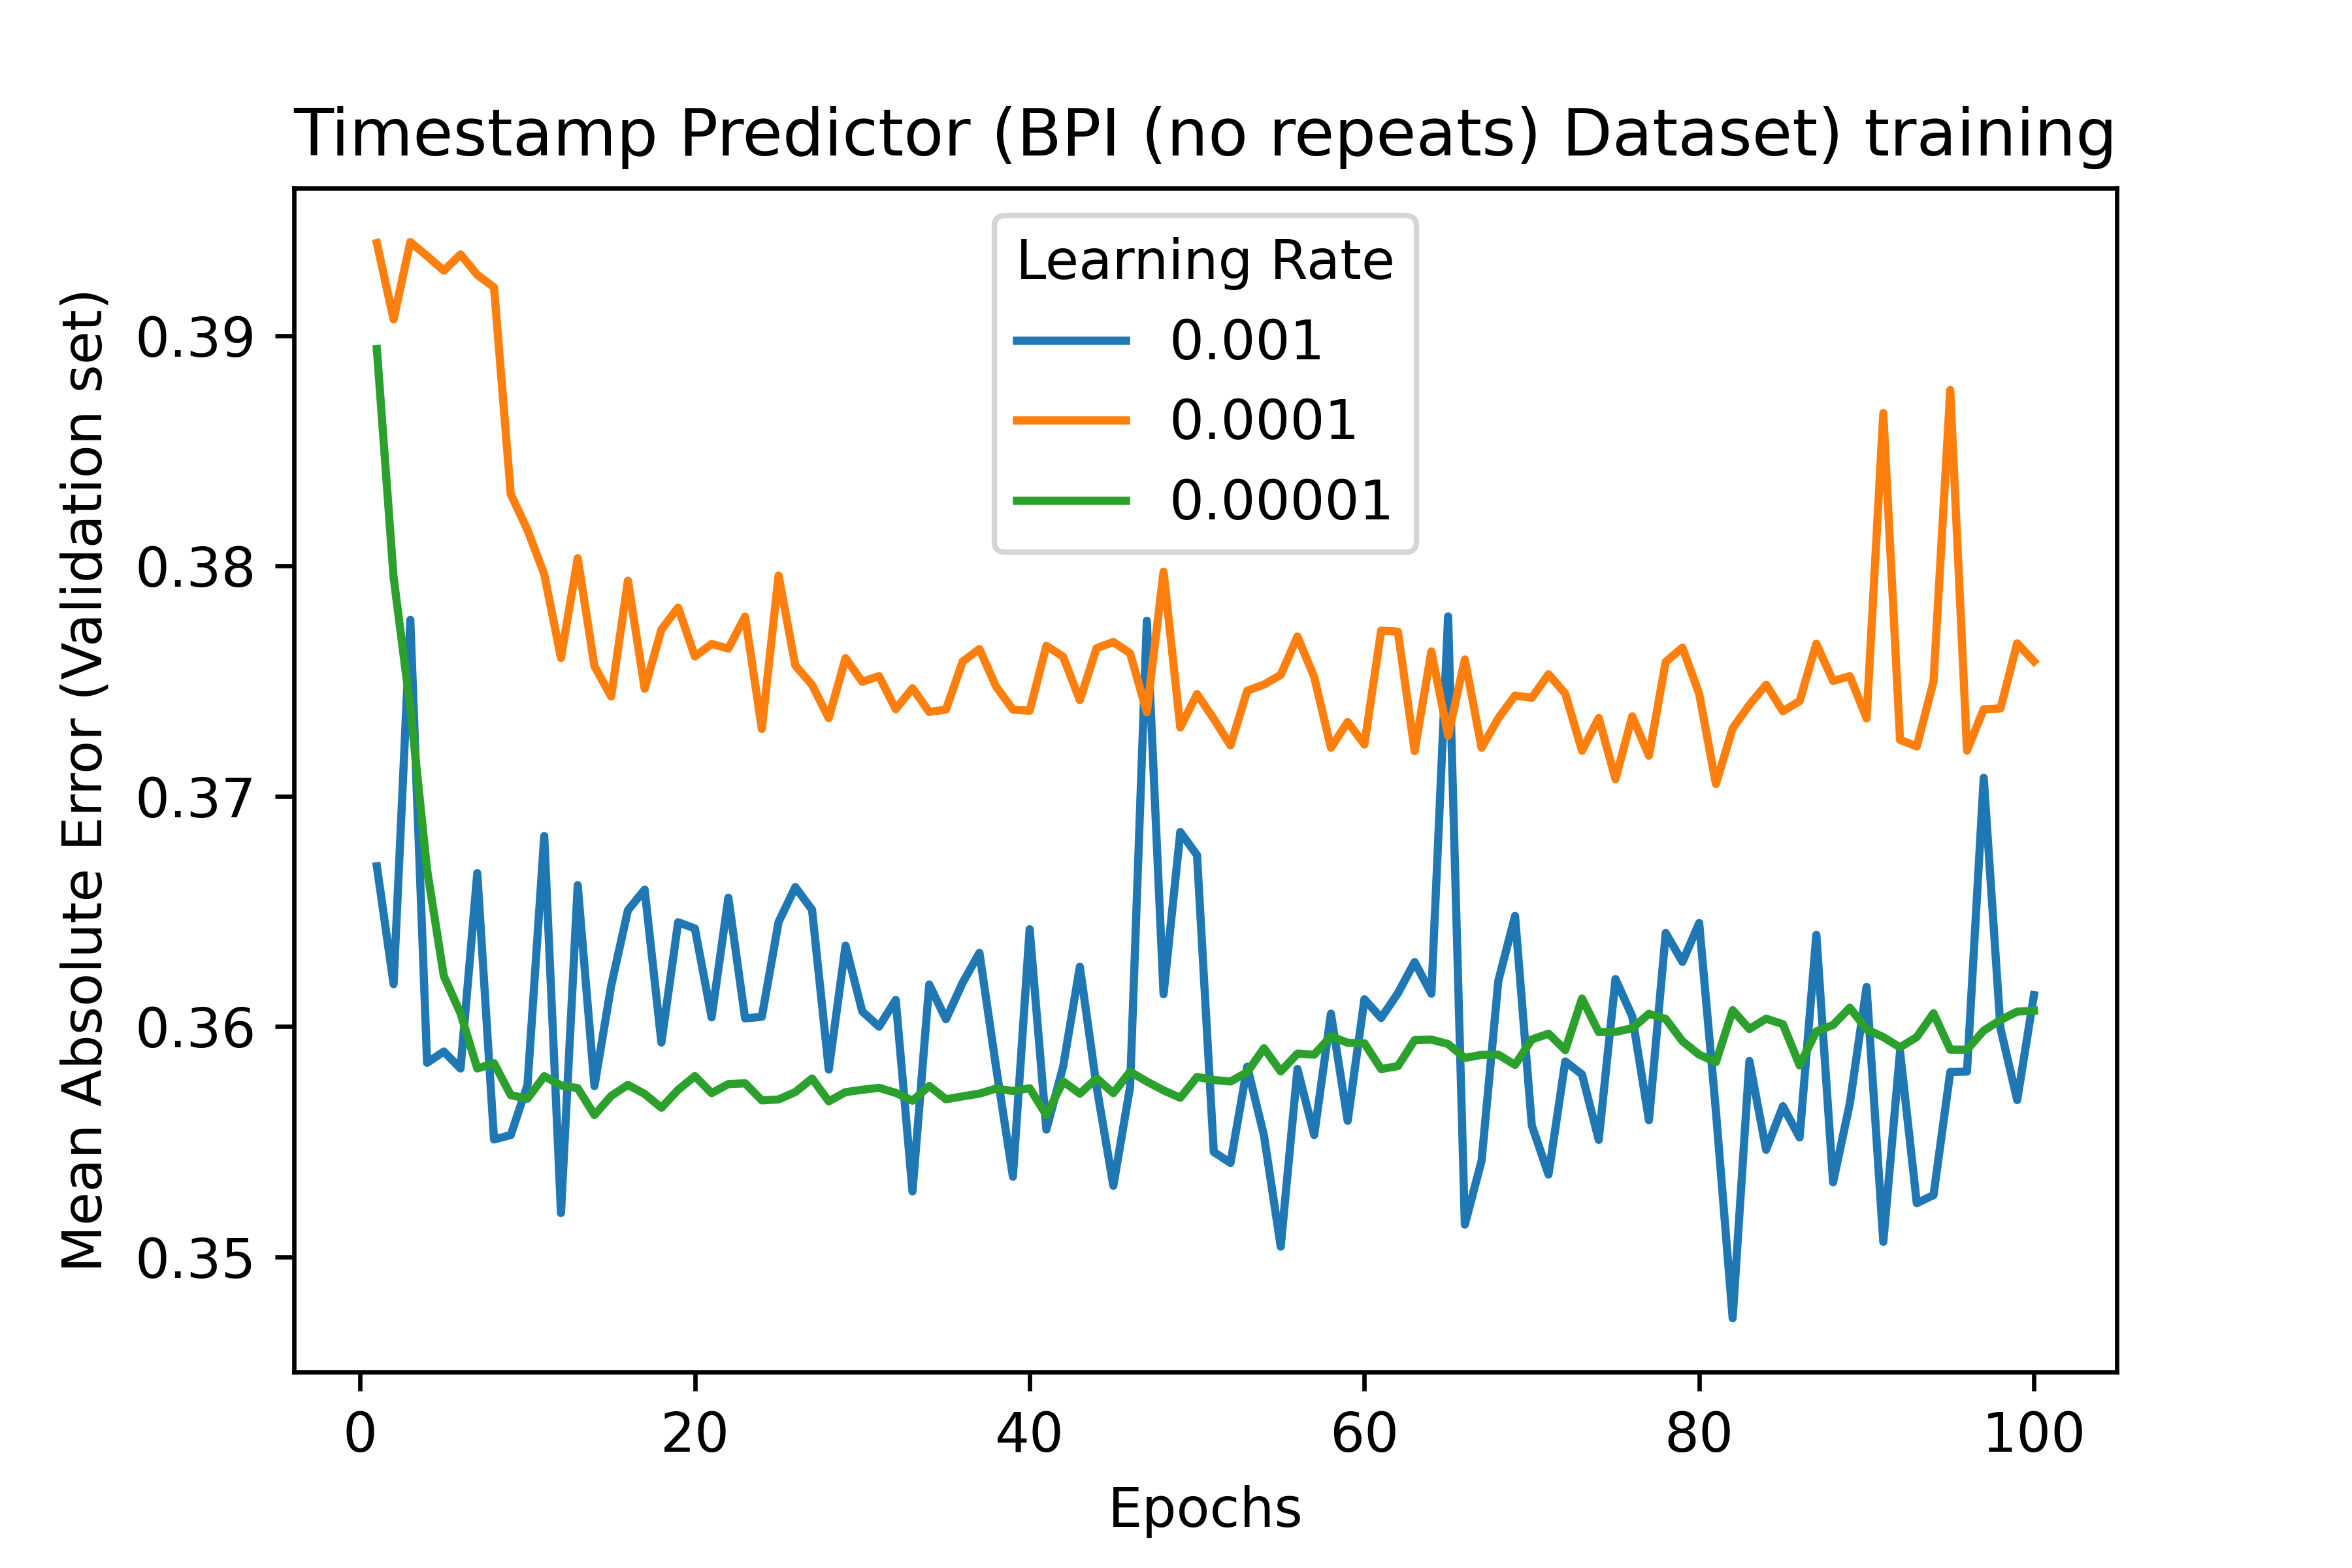 Timestamp Predictor (BPI (no repeats) Dataset) training
Learning Rate
0.001
0.0001
0.00001
Mean Absolute Error (Validation set)
0.39
0.38
0.37
0.36
0.35
0 20 40 60 80 100
Epochs